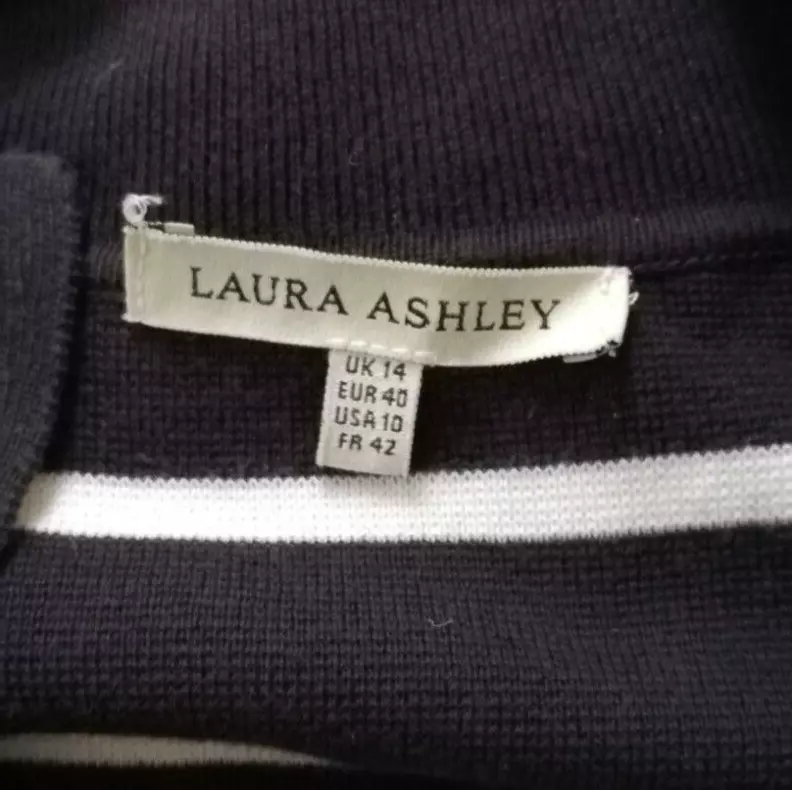 LAURA ASHLEY
UK 14
EUR 40
USA 10
FR 42